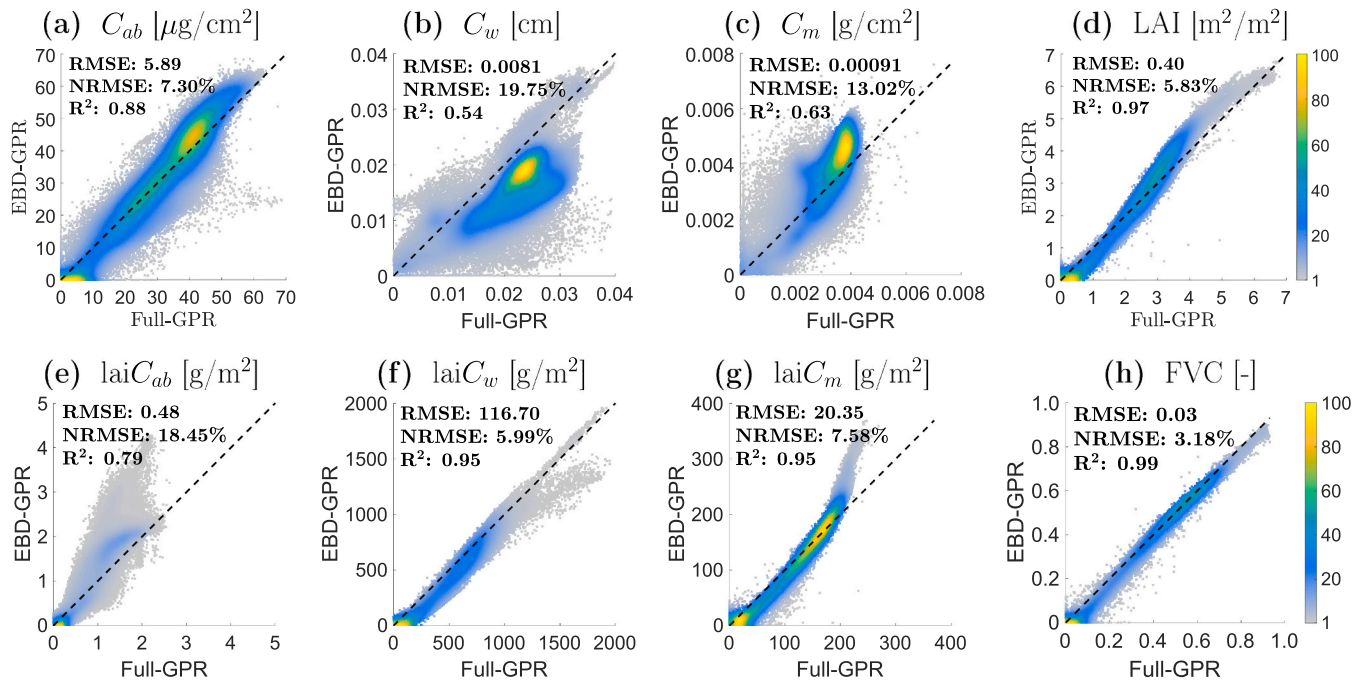 (a) C_ab [μg/cm²]
RMSE: 5.89
NRMSE: 7.30%
R²: 0.88
70
60
50
40
30
20
10
0
EBD-GPR
0 10 20 30 40 50 60 70
Full-GPR
(b) C_w [cm]
RMSE: 0.0081
NRMSE: 19.75%
R²: 0.54
0.04
0.03
0.02
0.01
0
EBD-GPR
0 0.01 0.02 0.03 0.04
Full-GPR
(c) C_m [g/cm²]
RMSE: 0.00091
NRMSE: 13.02%
R²: 0.63
0.008
0.006
0.004
0.002
0
EBD-GPR
0 0.002 0.004 0.006 0.008
Full-GPR
(d) LAI [m²/m²]
RMSE: 0.40
NRMSE: 5.83%
R²: 0.97
7
6
5
4
3
2
1
0
EBD-GPR
0 1 2 3 4 5 6 7
Full-GPR
100
80
60
40
20
1
(e) laiC_ab [g/m²]
RMSE: 0.48
NRMSE: 18.45%
R²: 0.79
5
4
3
2
1
0
EBD-GPR
0 1 2 3 4 5
Full-GPR
(f) laiC_w [g/m²]
RMSE: 116.70
NRMSE: 5.99%
R²: 0.95
2000
1500
1000
500
0
EBD-GPR
0 500 1000 1500 2000
Full-GPR
(g) laiC_m [g/m²]
RMSE: 20.35
NRMSE: 7.58%
R²: 0.95
400
300
200
100
0
EBD-GPR
0 100 200 300 400
Full-GPR
(h) FVC [-]
RMSE: 0.03
NRMSE: 3.18%
R²: 0.99
1.0
0.8
0.6
0.4
0.2
0
EBD-GPR
0 0.2 0.4 0.6 0.8 1.0
Full-GPR
100
80
60
40
20
1